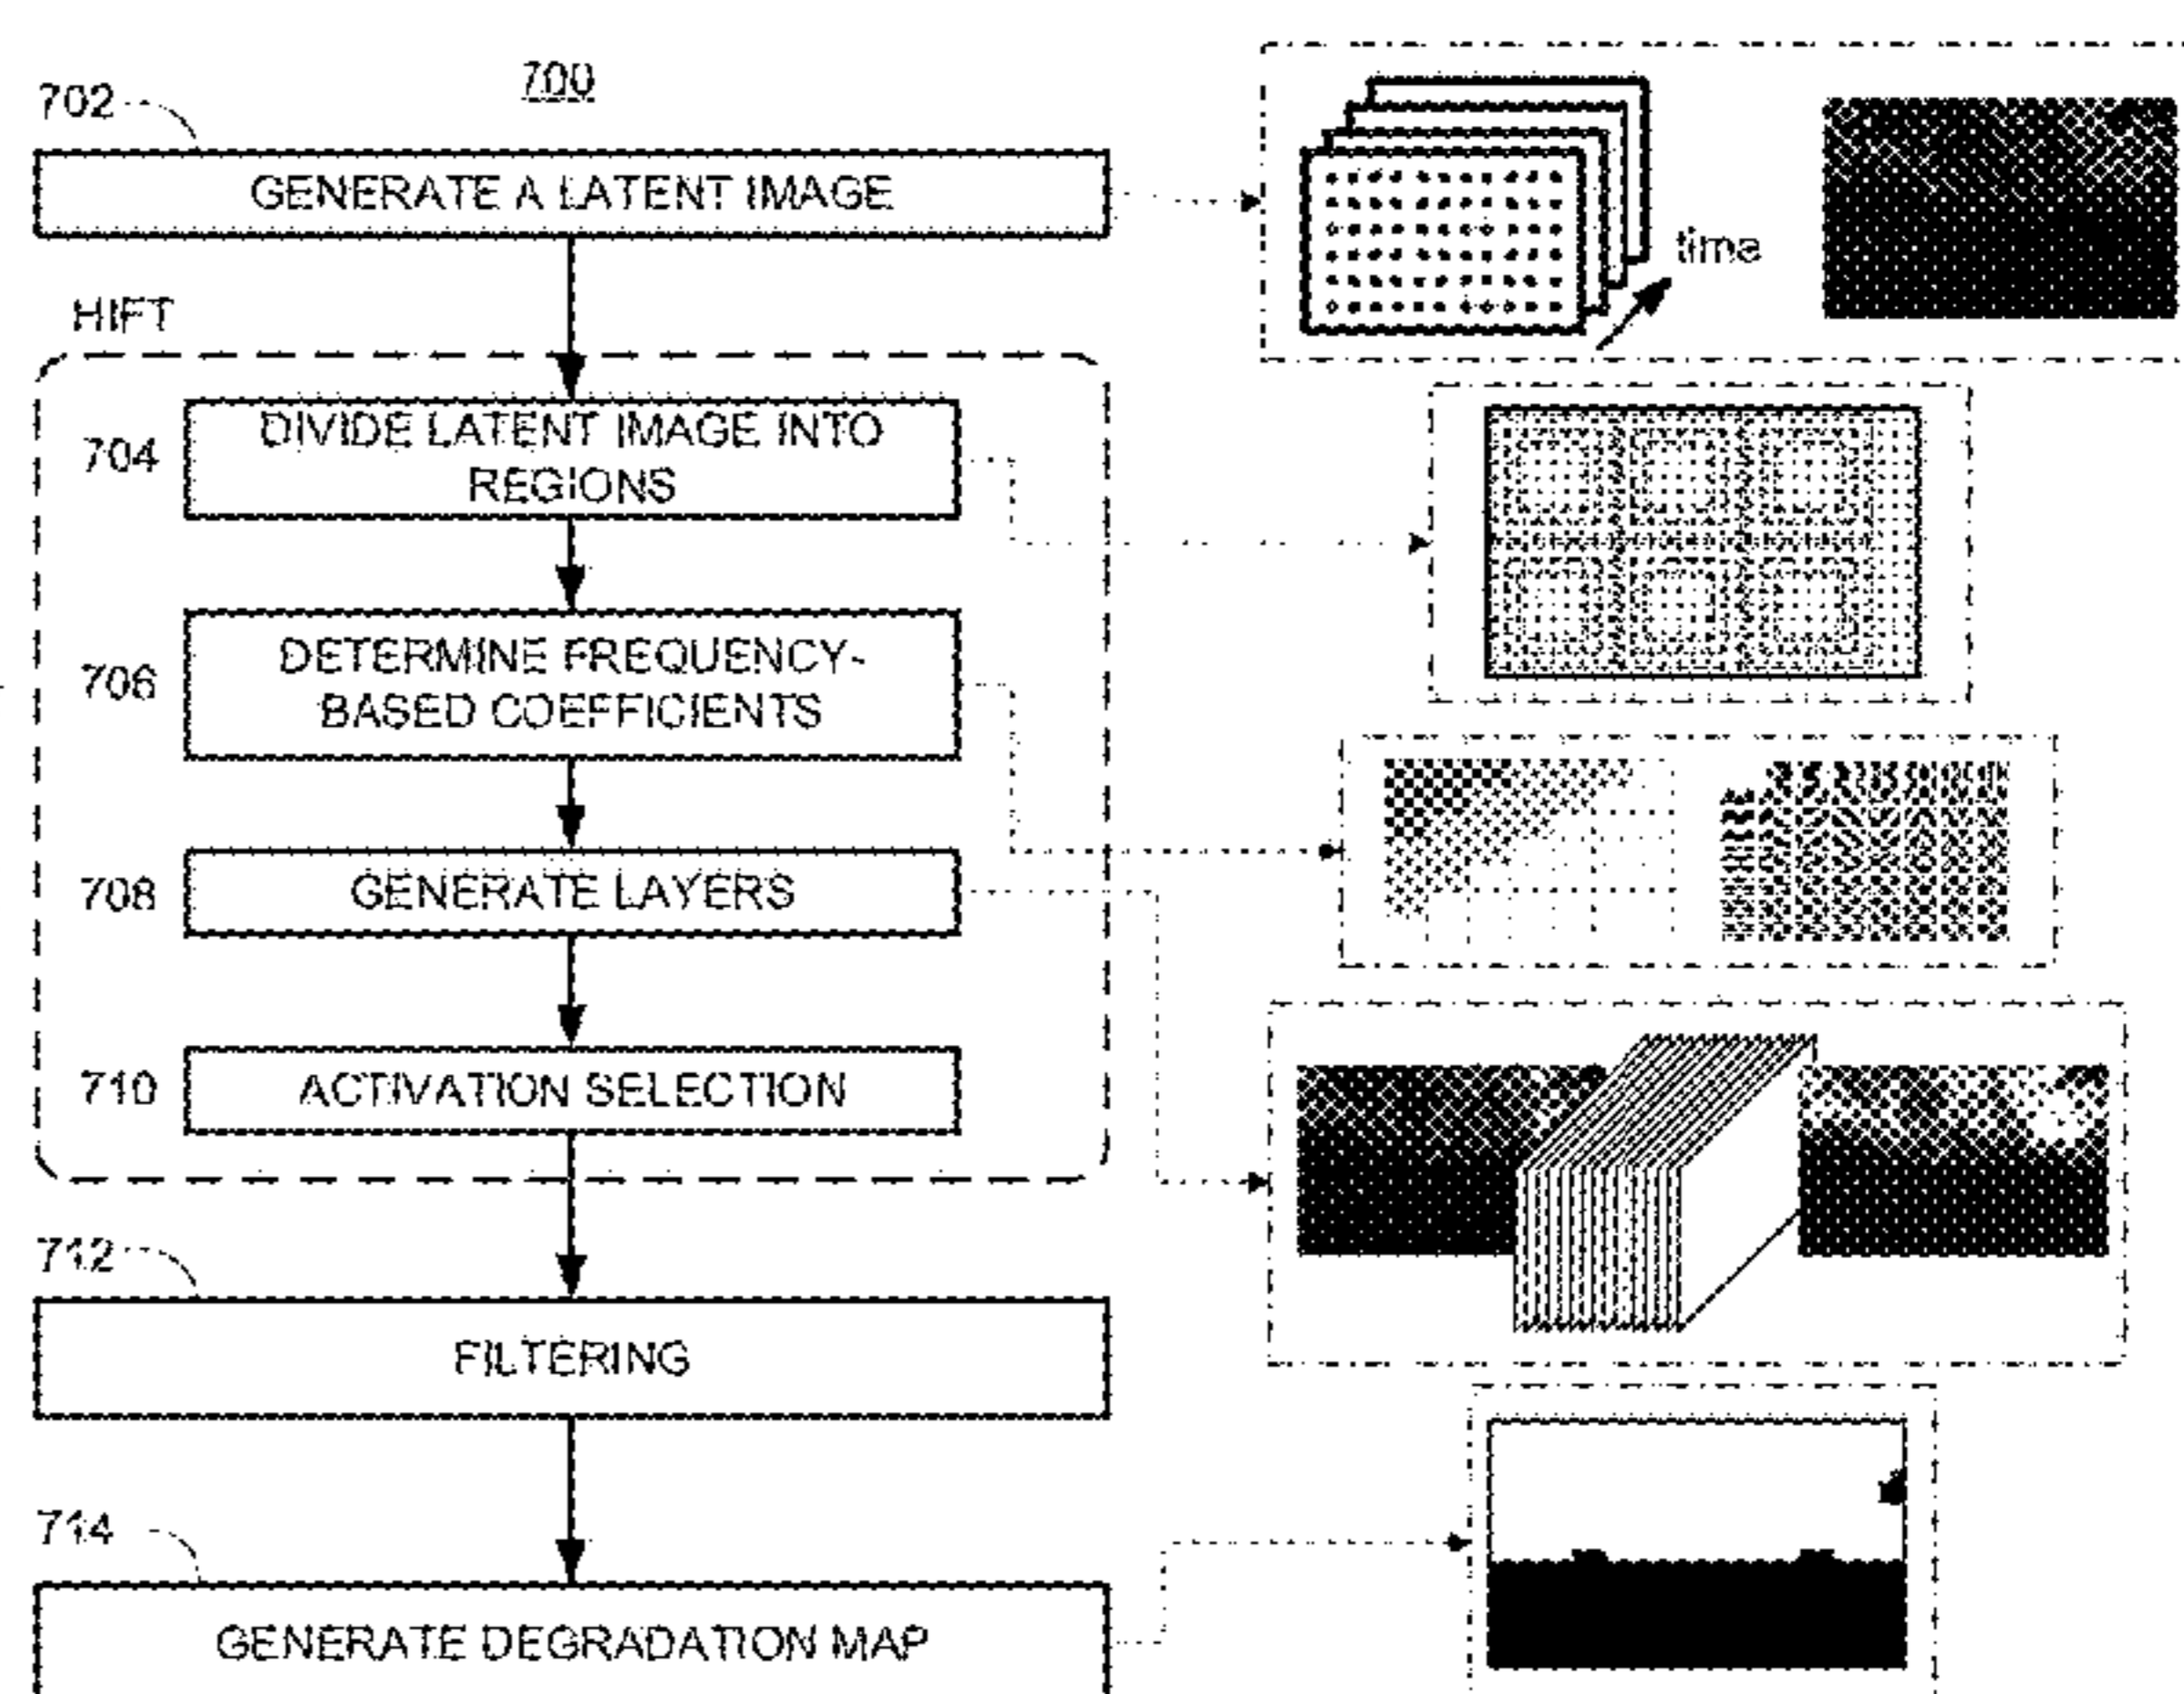 700
702
GENERATE A LATENT IMAGE
time
HIFT
704
DIVIDE LATENT IMAGE INTO
REGIONS
706
DETERMINE FREQUENCY-
BASED COEFFICIENTS
708
GENERATE LAYERS
710
ACTIVATION SELECTION
712
FILTERING
714
GENERATE DEGRADATION MAP